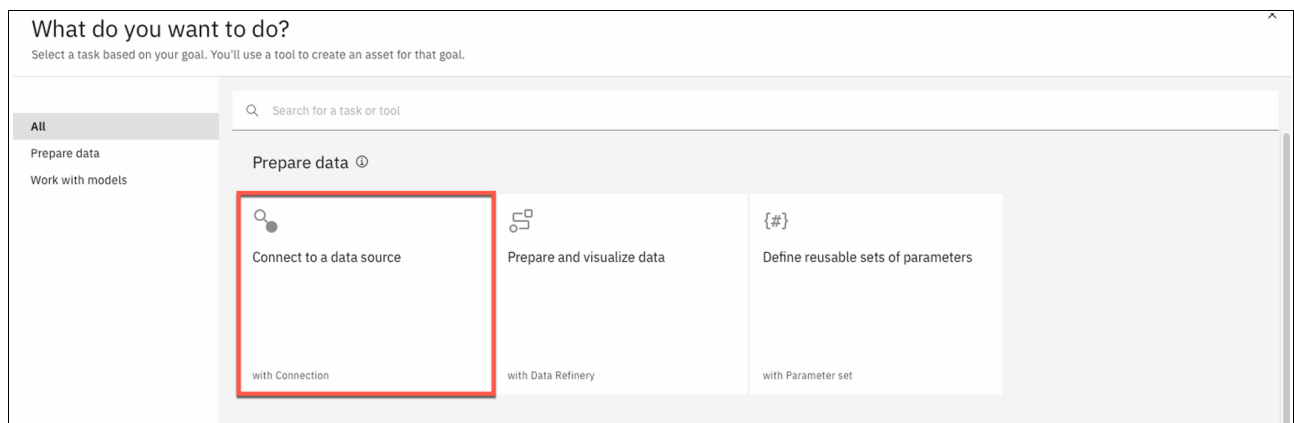 What do you want to do?
Select a task based on your goal. You'll use a tool to create an asset for that goal.
All
Prepare data
Work with models
Search for a task or tool
Prepare data
Connect to a data source
with Connection
Prepare and visualize data
with Data Refinery
{#}
Define reusable sets of parameters
with Parameter set